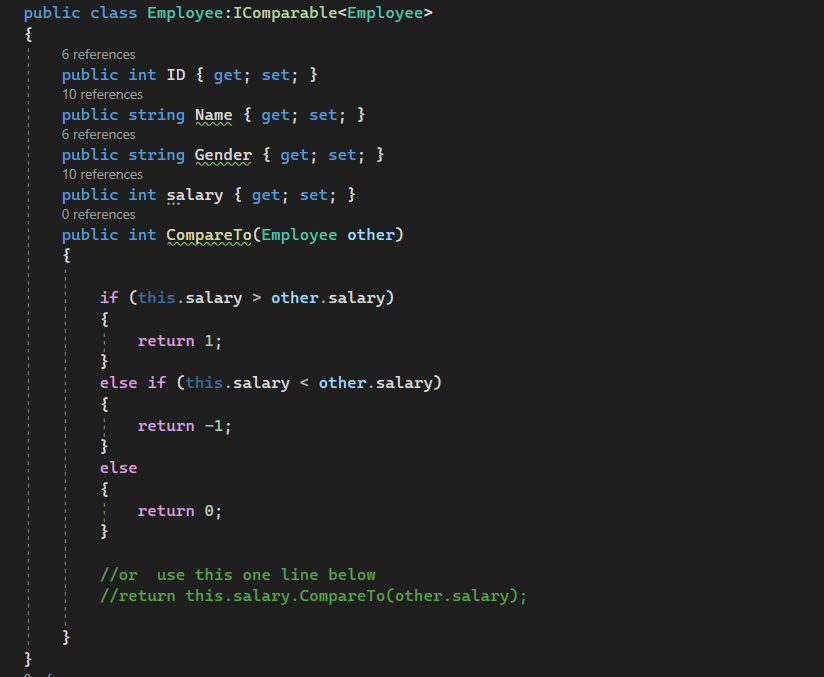 public class Employee:IComparable<Employee>
{
6 references
public int ID { get; set; }
10 references
public string Name { get; set; }
6 references
public string Gender { get; set; }
10 references
public int salary { get; set; }
0 references
public int CompareTo(Employee other)
{
if (this.salary > other.salary)
{
return 1;
}
else if (this.salary < other.salary)
{
return -1;
}
else
{
return 0;
}
//or  use this one line below
//return this.salary.CompareTo(other.salary);
}
}